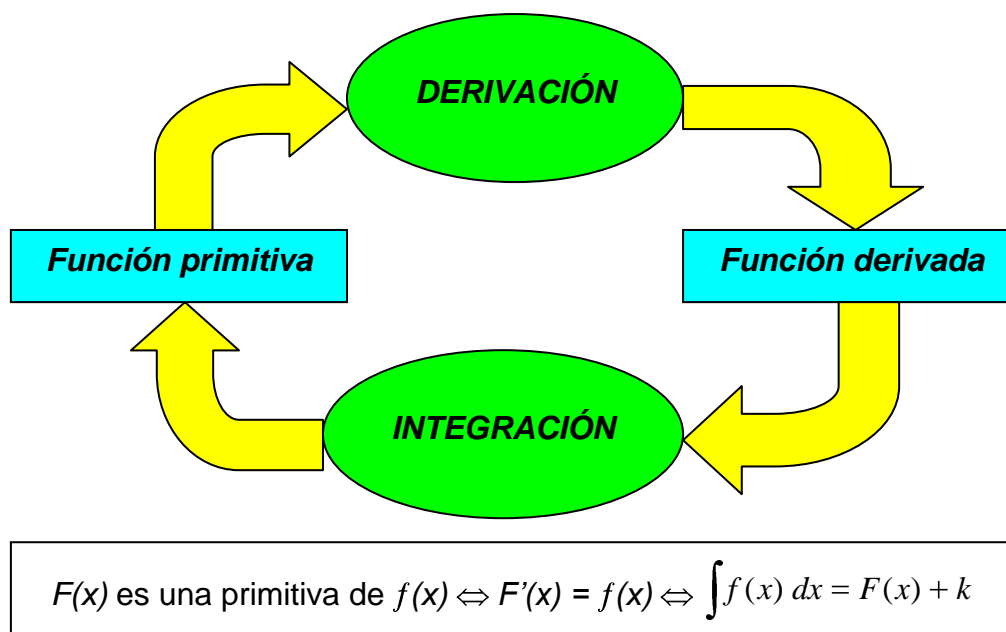 DERIVACIÓN
Función primitiva
Función derivada
INTEGRACIÓN
F(x) es una primitiva de f(x) ⇔ F'(x) = f(x) ⇔ ∫f(x) dx = F(x) + k